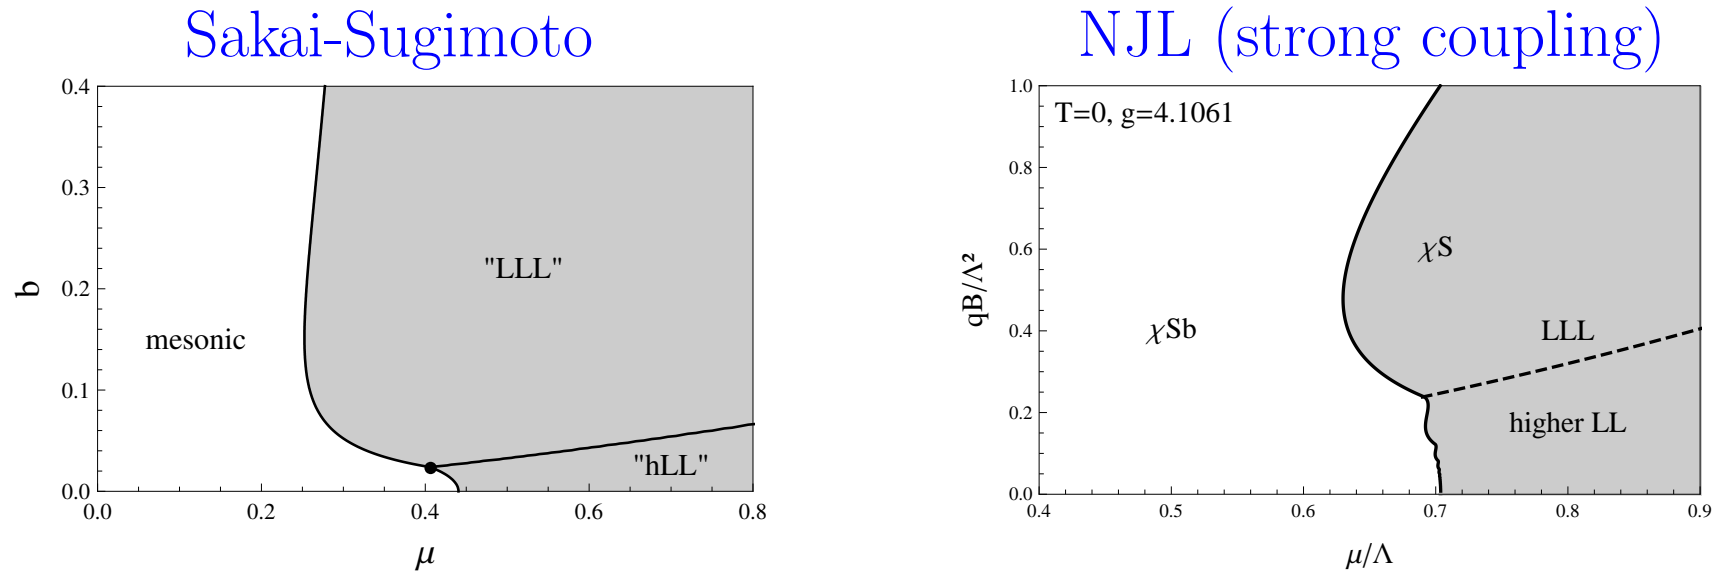 Sakai-Sugimoto
0.4
0.3
0.2
0.1
0.0
b
mesonic
"LLL"
"hLL"
0.0 0.2 0.4 0.6 0.8
μ
NJL (strong coupling)
1.0
0.8
0.6
0.4
0.2
0.0
qB/Λ²
T=0, g=4.1061
χS
χSb
LLL
higher LL
0.4 0.5 0.6 0.7 0.8 0.9
μ/Λ